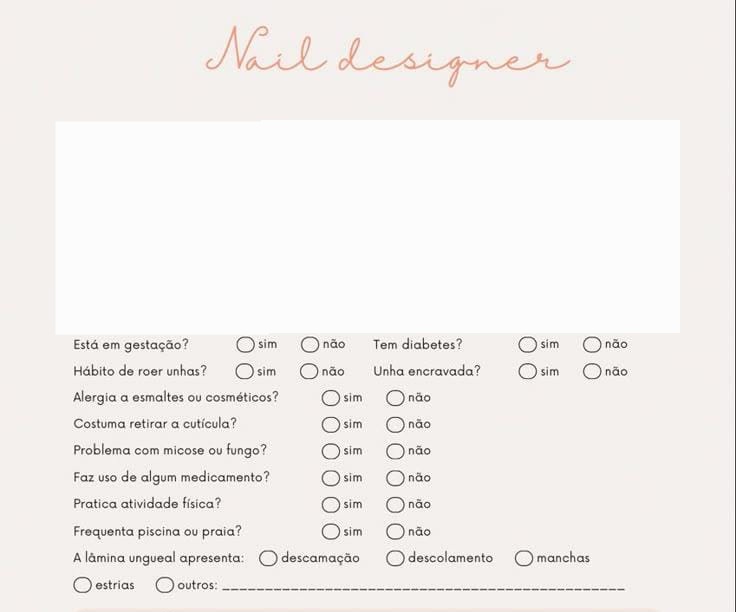 Nail designer
Está em gestação? sim não Tem diabetes? sim não
Hábito de roer unhas? sim não Unha encravada? sim não
Alergia a esmaltes ou cosméticos? sim não
Costuma retirar a cutícula? sim não
Problema com micose ou fungo? sim não
Faz uso de algum medicamento? sim não
Pratica atividade física? sim não
Frequenta piscina ou praia? sim não
A lâmina ungueal apresenta: descamação descolamento manchas
estrias outros: ________________________________________________